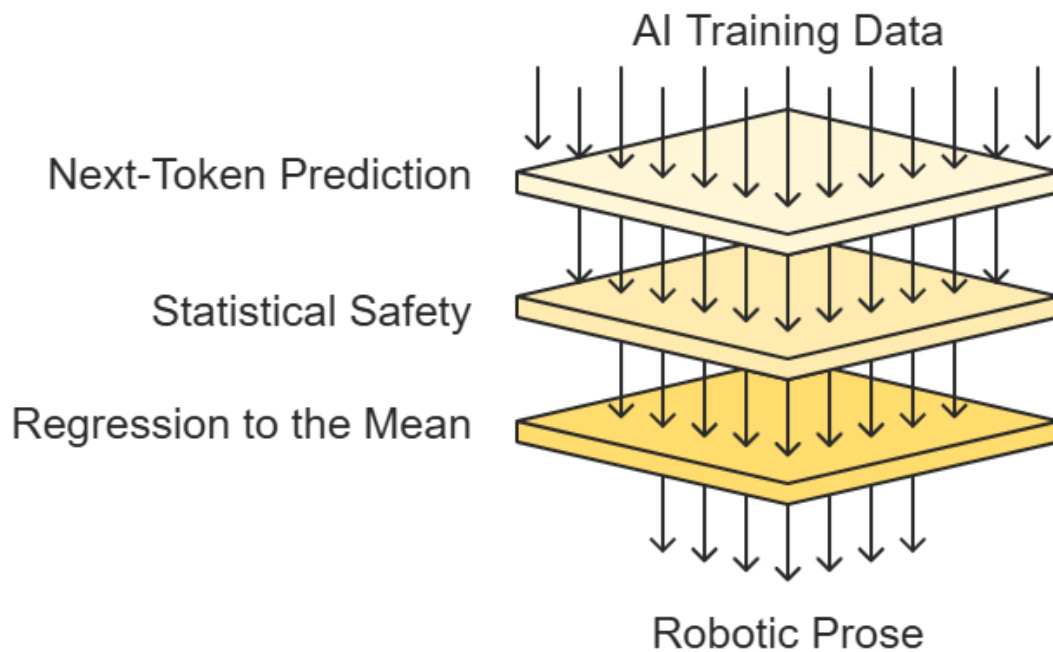 AI Training Data
Next-Token Prediction
Statistical Safety
Regression to the Mean
Robotic Prose